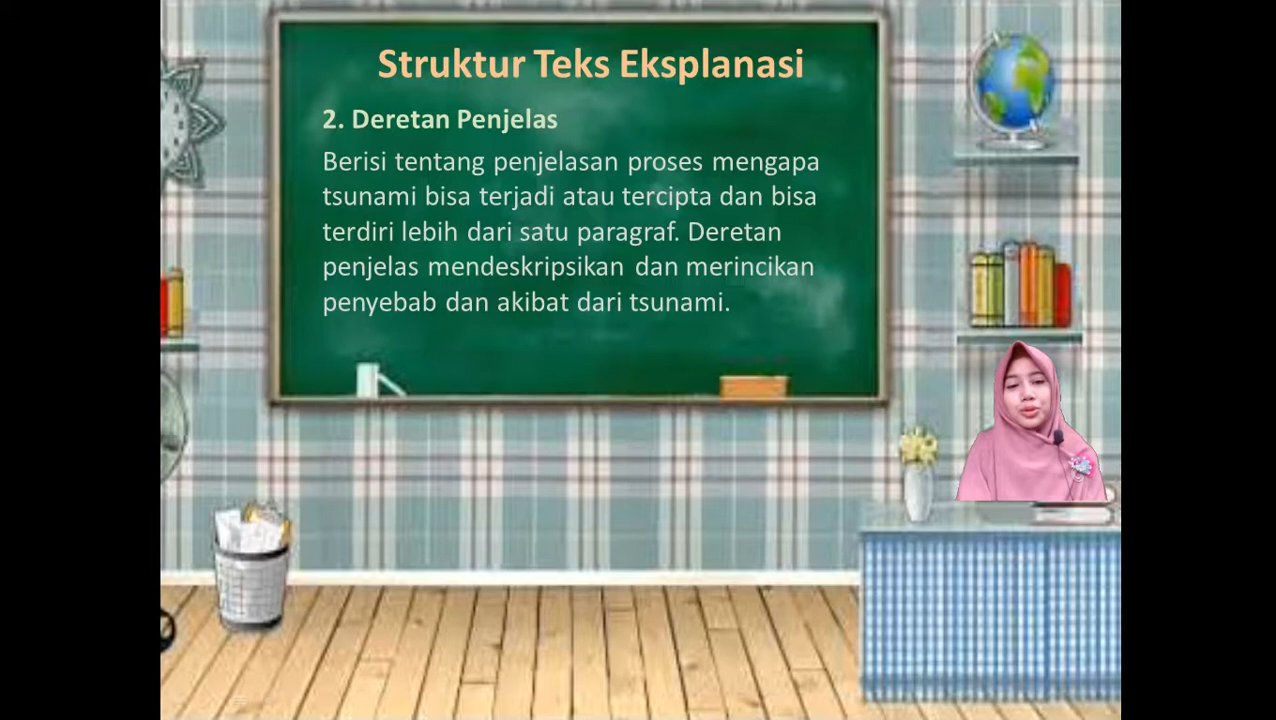 Struktur Teks Eksplanasi
2. Deretan Penjelas
Berisi tentang penjelasan proses mengapa
tsunami bisa terjadi atau tercipta dan bisa
terdiri lebih dari satu paragraf. Deretan
penjelas mendeskripsikan dan merincikan
penyebab dan akibat dari tsunami.